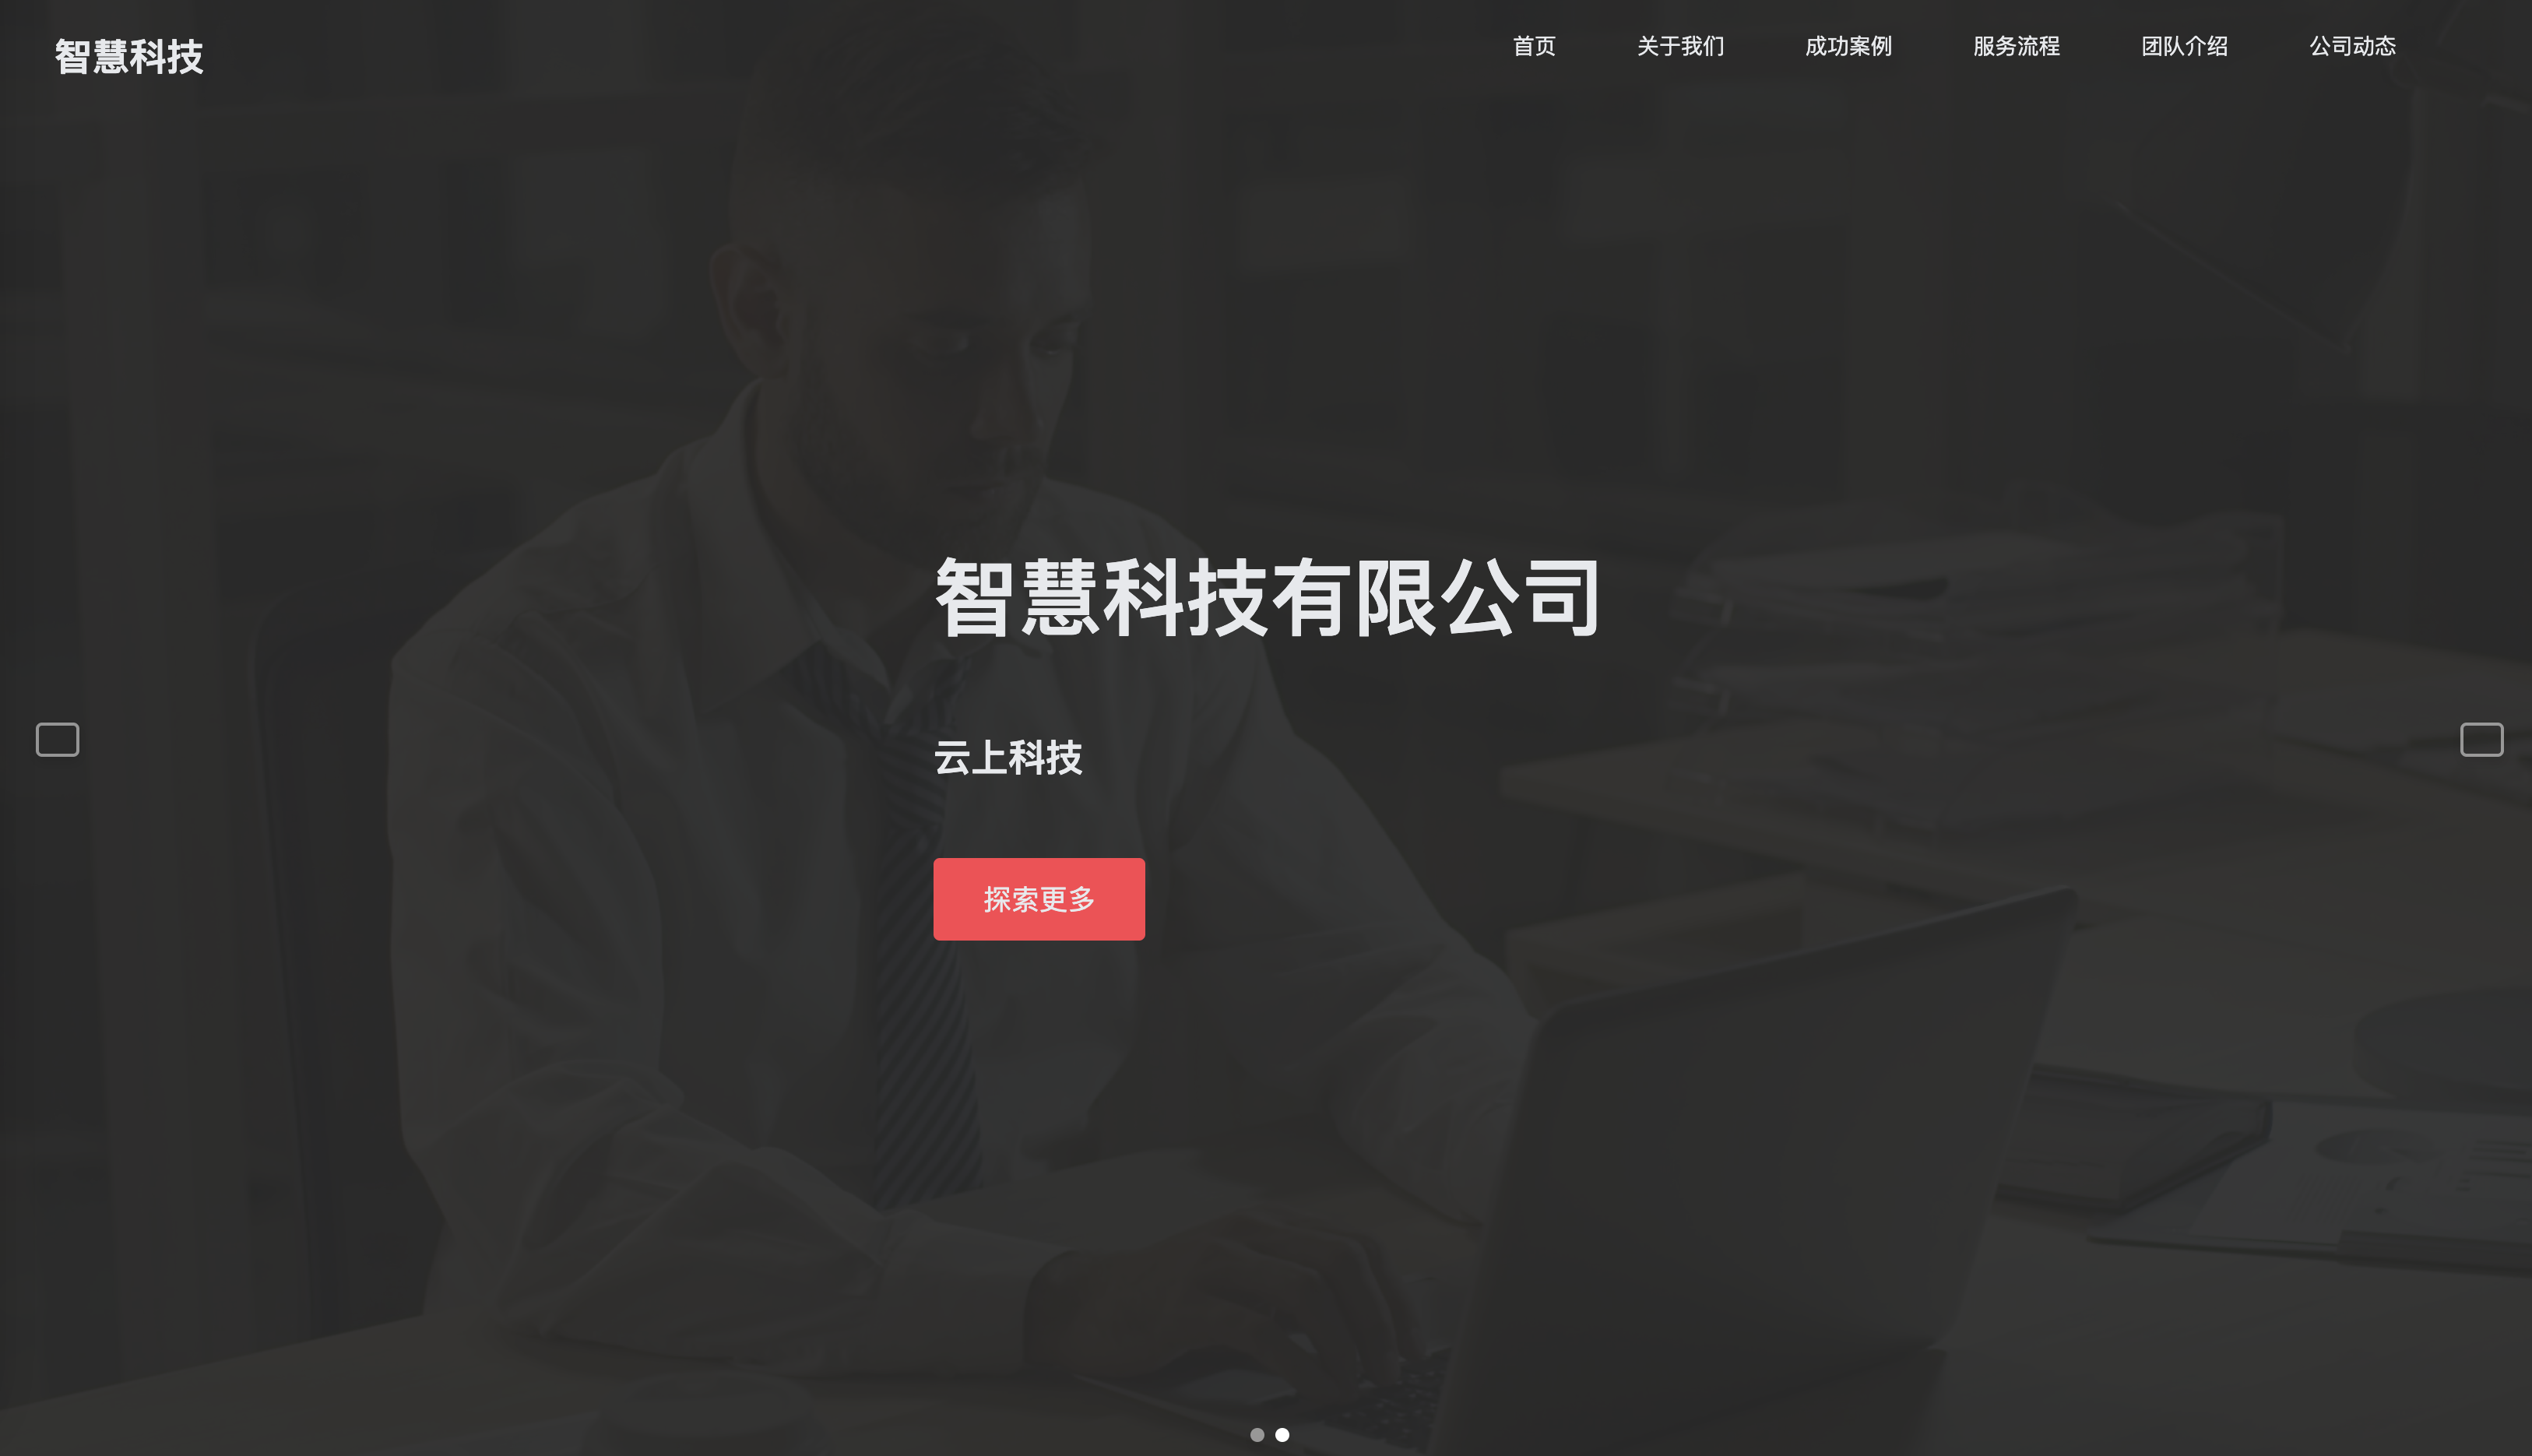 智慧科技
首页 关于我们 成功案例 服务流程 团队介绍 公司动态
智慧科技有限公司
云上科技
探索更多